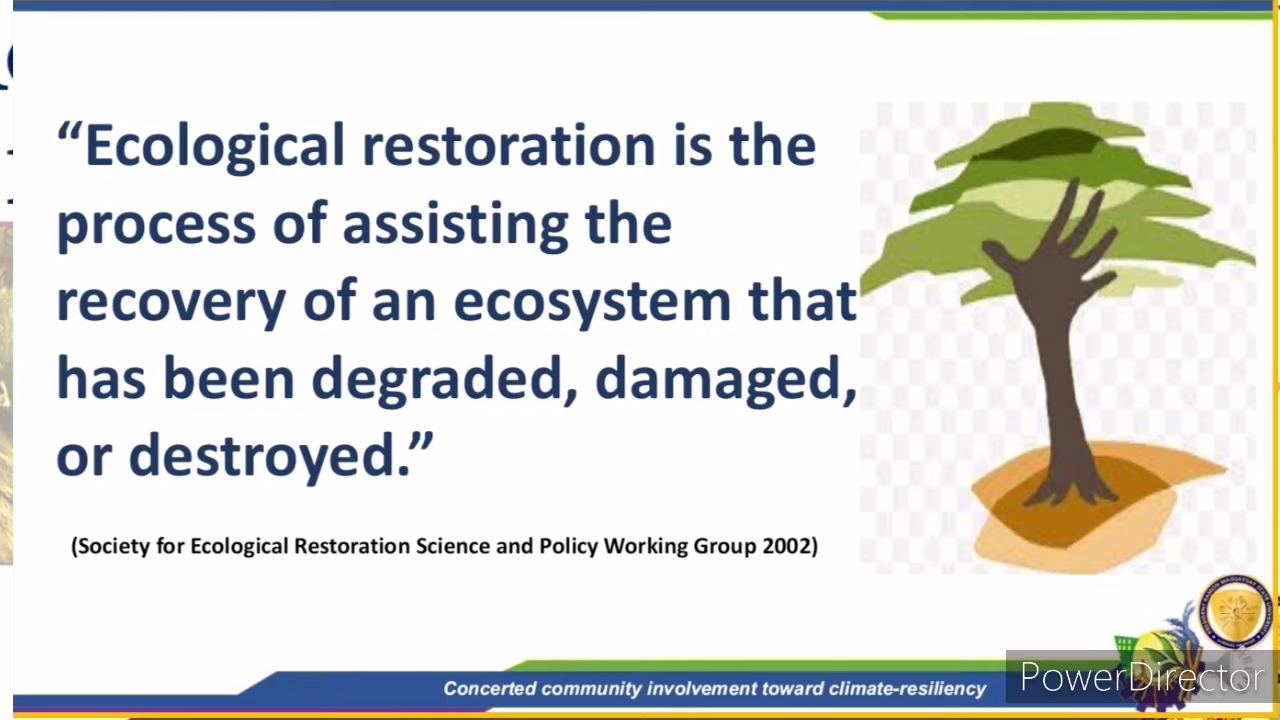 “Ecological restoration is the
process of assisting the
recovery of an ecosystem that
has been degraded, damaged,
or destroyed.”
(Society for Ecological Restoration Science and Policy Working Group 2002)
Concerted community involvement toward climate-resiliency
PowerDirector